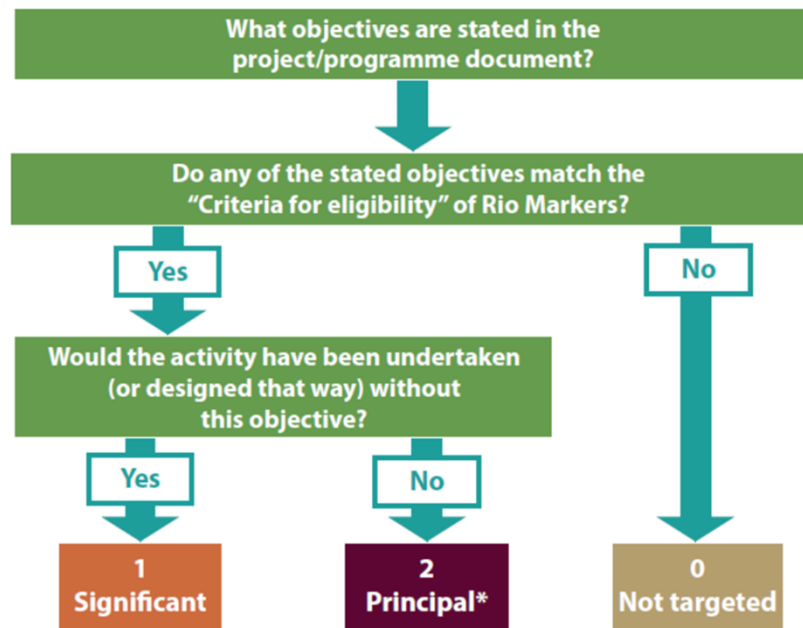 What objectives are stated in the
project/programme document?
Do any of the stated objectives match the
“Criteria for eligibility” of Rio Markers?
Yes
No
Would the activity have been undertaken
(or designed that way) without
this objective?
Yes
No
1
Significant
2
Principal*
0
Not targeted